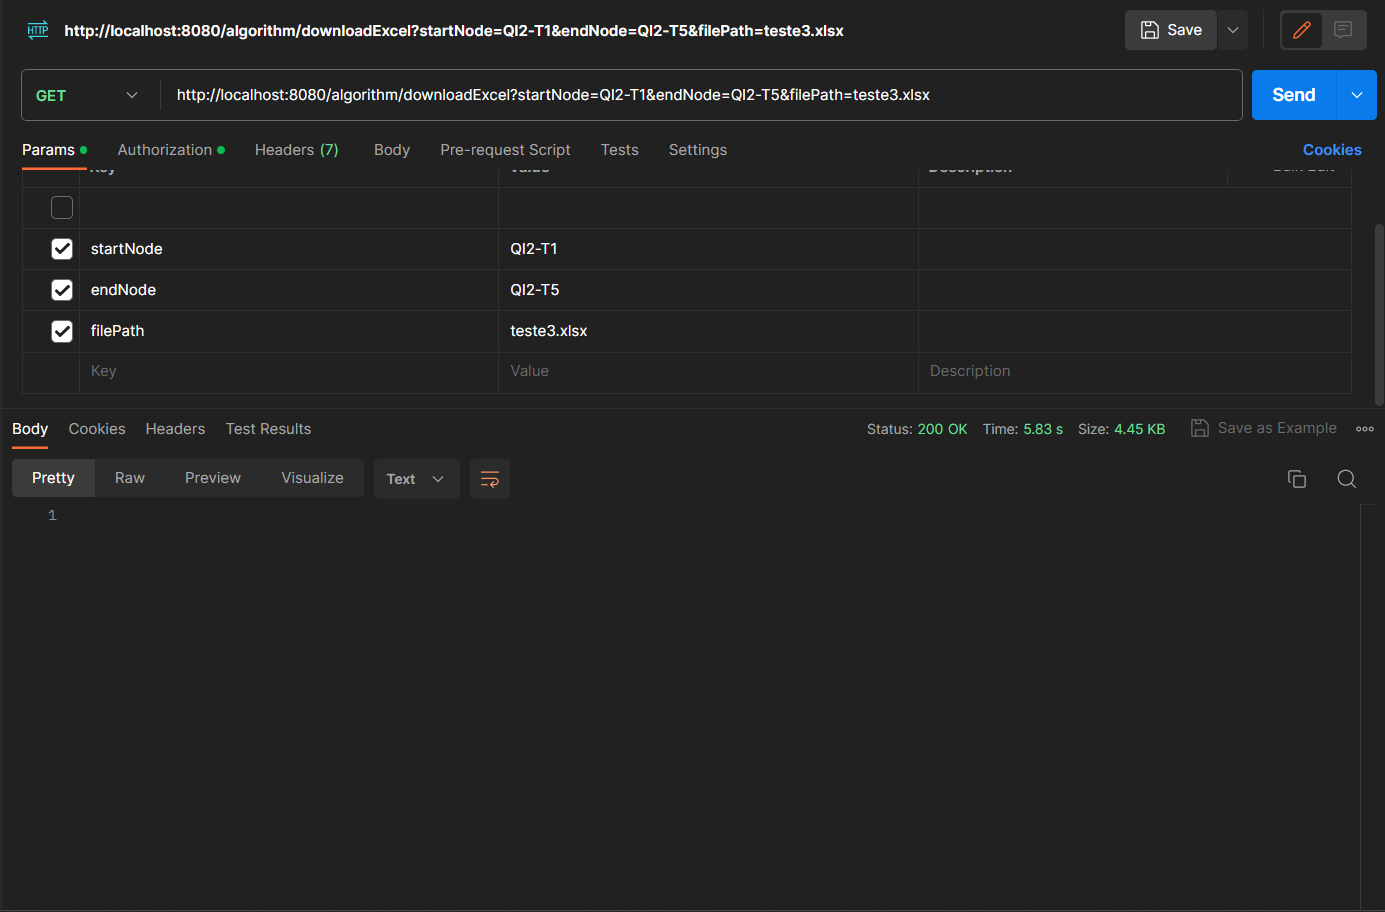 HTTP http://localhost:8080/algorithm/downloadExcel?startNode=QI2-T1&endNode=QI2-T5&filePath=teste3.xlsx Save
GET http://localhost:8080/algorithm/downloadExcel?startNode=QI2-T1&endNode=QI2-T5&filePath=teste3.xlsx Send
Params Authorization Headers (7) Body Pre-request Script Tests Settings Cookies
Key Value Description Bulk Edit
startNode QI2-T1
endNode QI2-T5
filePath teste3.xlsx
Key Value Description
Body Cookies Headers Test Results Status: 200 OK Time: 5.83 s Size: 4.45 KB Save as Example
Pretty Raw Preview Visualize Text
1